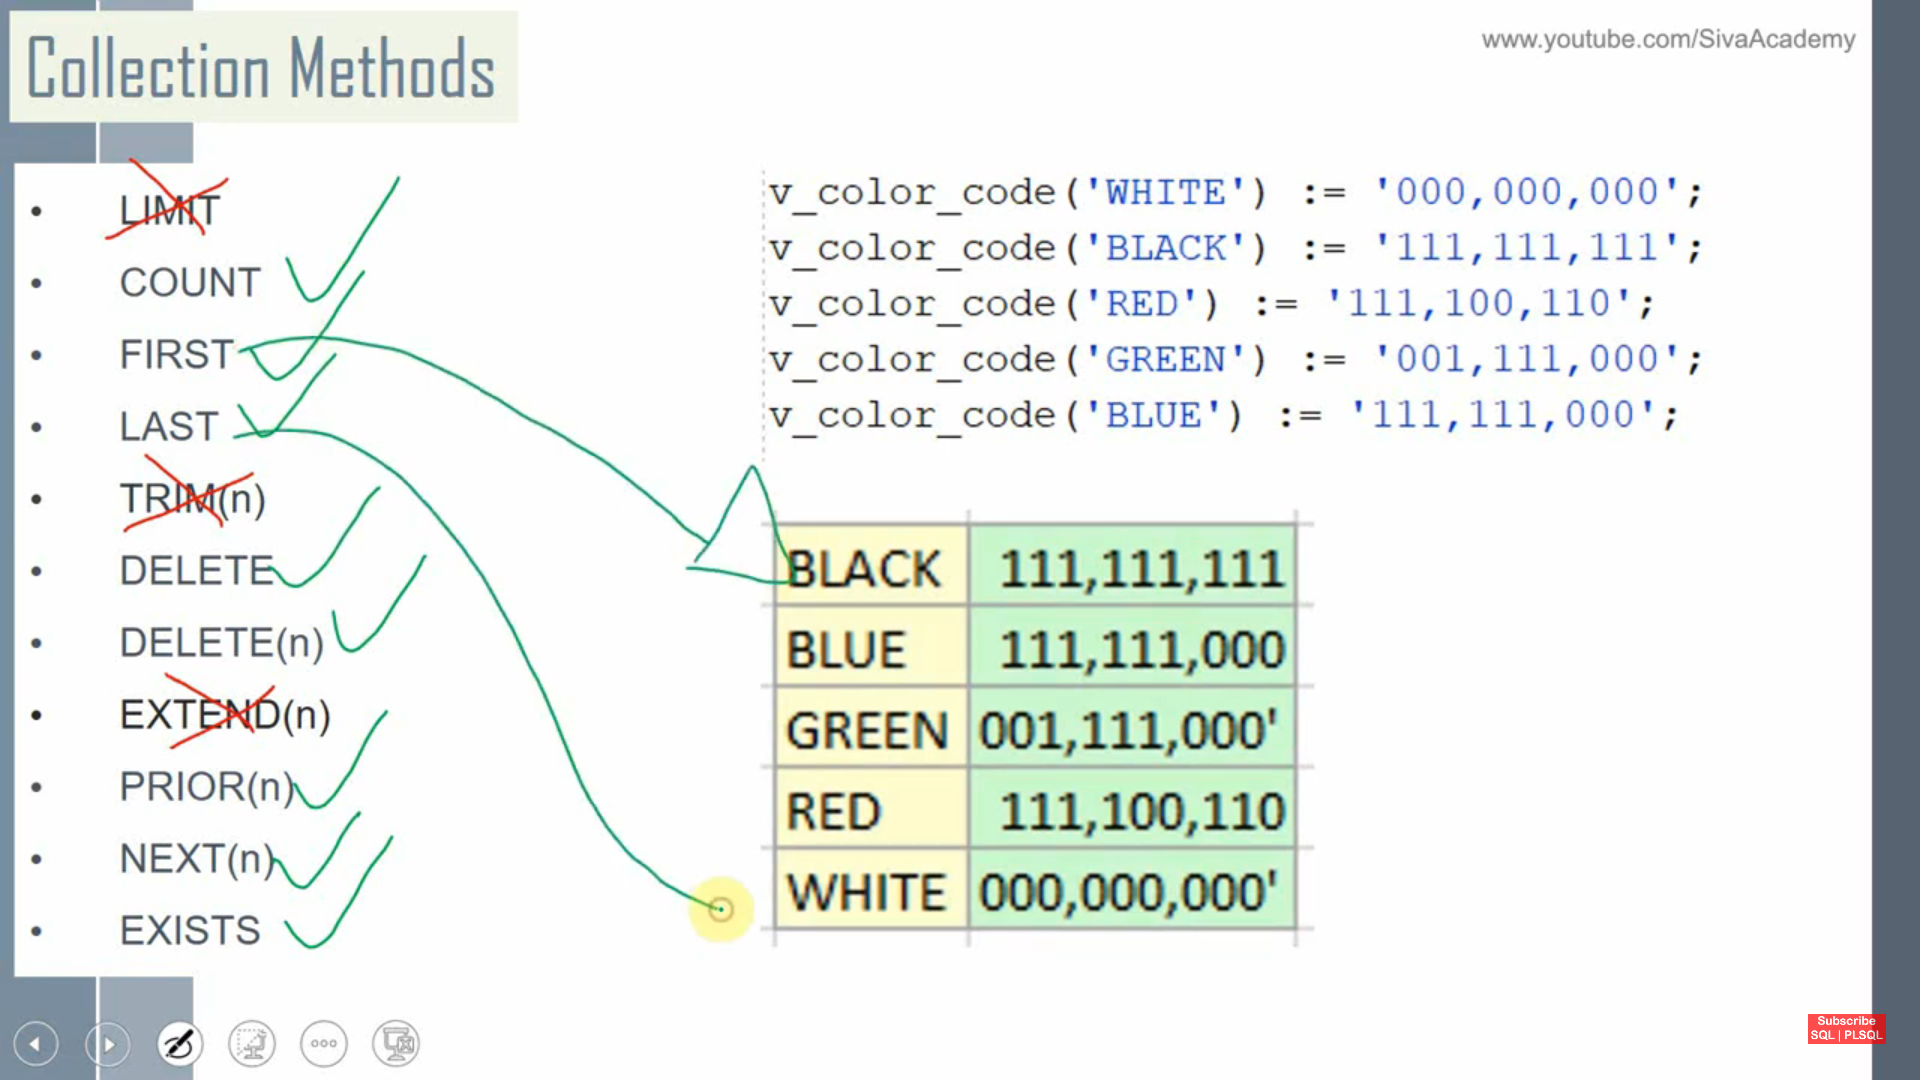 Collection Methods
www.youtube.com/SivaAcademy
• LIMIT
• COUNT
• FIRST
• LAST
• TRIM(n)
• DELETE
• DELETE(n)
• EXTEND(n)
• PRIOR(n)
• NEXT(n)
• EXISTS
v_color_code('WHITE') := '000,000,000';
v_color_code('BLACK') := '111,111,111';
v_color_code('RED') := '111,100,110';
v_color_code('GREEN') := '001,111,000';
v_color_code('BLUE') := '111,111,000';
BLACK 111,111,111
BLUE 111,111,000
GREEN 001,111,000'
RED 111,100,110
WHITE 000,000,000'
Subscribe
SQL | PLSQL